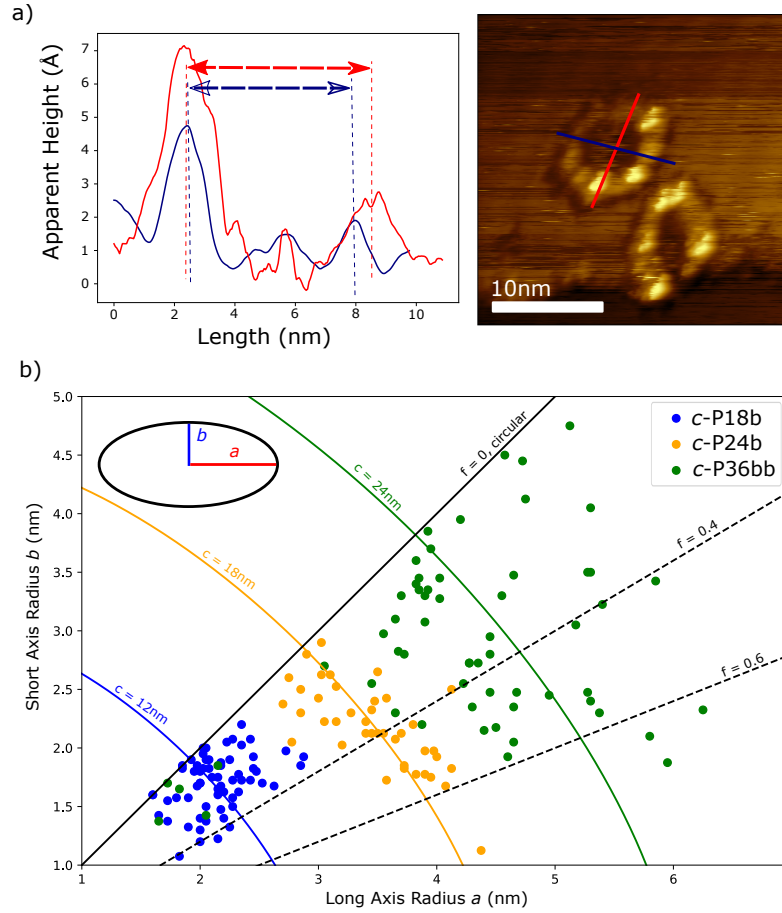 a)
7
6
5
4
3
2
1
0
Apparent Height (Å)
0 2 4 6 8 10
Length (nm)
10nm
b)
5.0
4.5
4.0
3.5
3.0
2.5
2.0
1.5
1.0
Short Axis Radius b (nm)
b
a
c = 12nm
c = 18nm
c = 24nm
f = 0, circular
f = 0.4
f = 0.6
c-P18b
c-P24b
c-P36bb
1 2 3 4 5 6
Long Axis Radius a (nm)